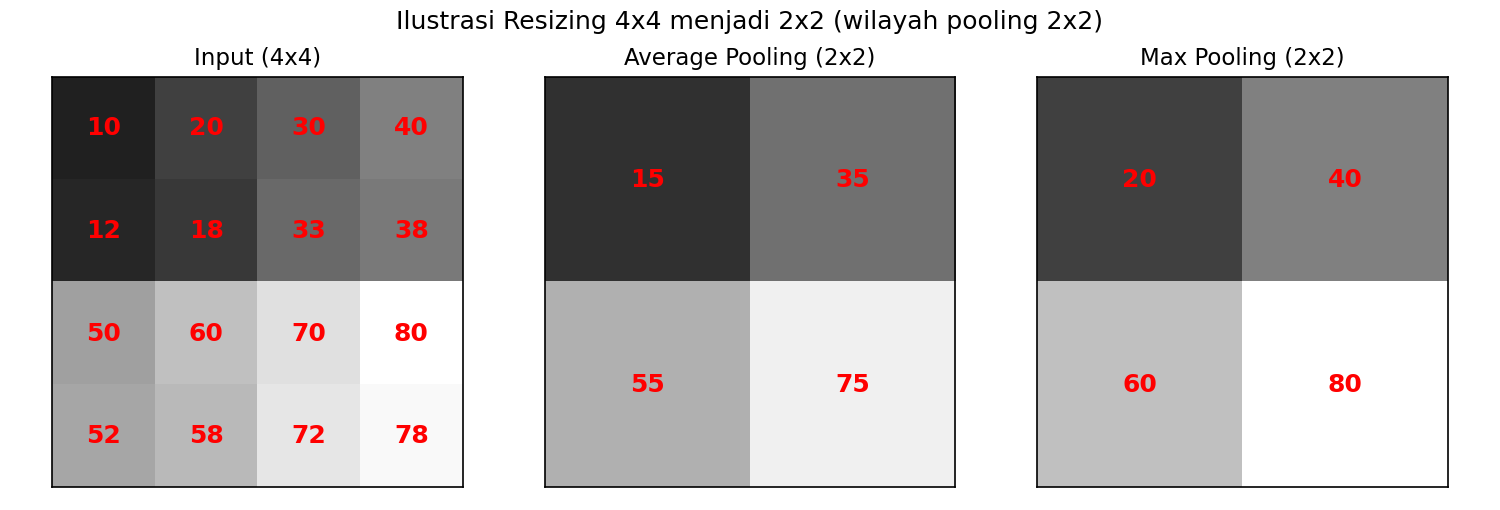 Ilustrasi Resizing 4x4 menjadi 2x2 (wilayah pooling 2x2)
Input (4x4)
10 20 30 40
12 18 33 38
50 60 70 80
52 58 72 78
Average Pooling (2x2)
15 35
55 75
Max Pooling (2x2)
20 40
60 80